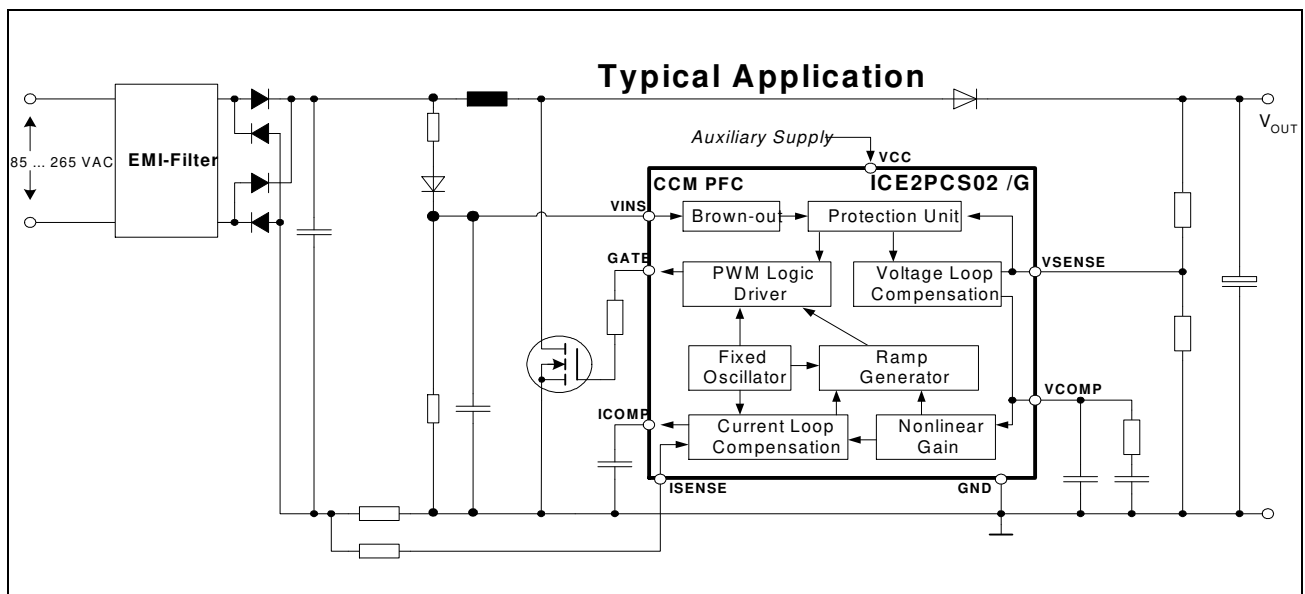 Typical Application
Auxiliary Supply
VCC
V_OUT
85 ... 265 VAC
EMI-Filter
CCM PFC
ICE2PCS02 /G
VINS
Brown-out
Protection Unit
GATE
VSENSE
PWM Logic
Driver
Voltage Loop
Compensation
Fixed
Oscillator
Ramp
Generator
VCOMP
ICOMP
Current Loop
Compensation
Nonlinear
Gain
ISENSE
GND